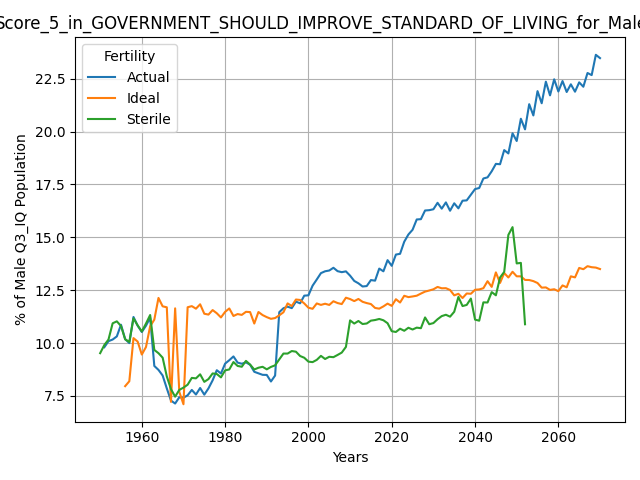 Score_5_in_GOVERNMENT_SHOULD_IMPROVE_STANDARD_OF_LIVING_for_Male
Fertility
Actual
Ideal
Sterile
% of Male Q3_IQ Population
22.5
20.0
17.5
15.0
12.5
10.0
7.5
1960 1980 2000 2020 2040 2060
Years